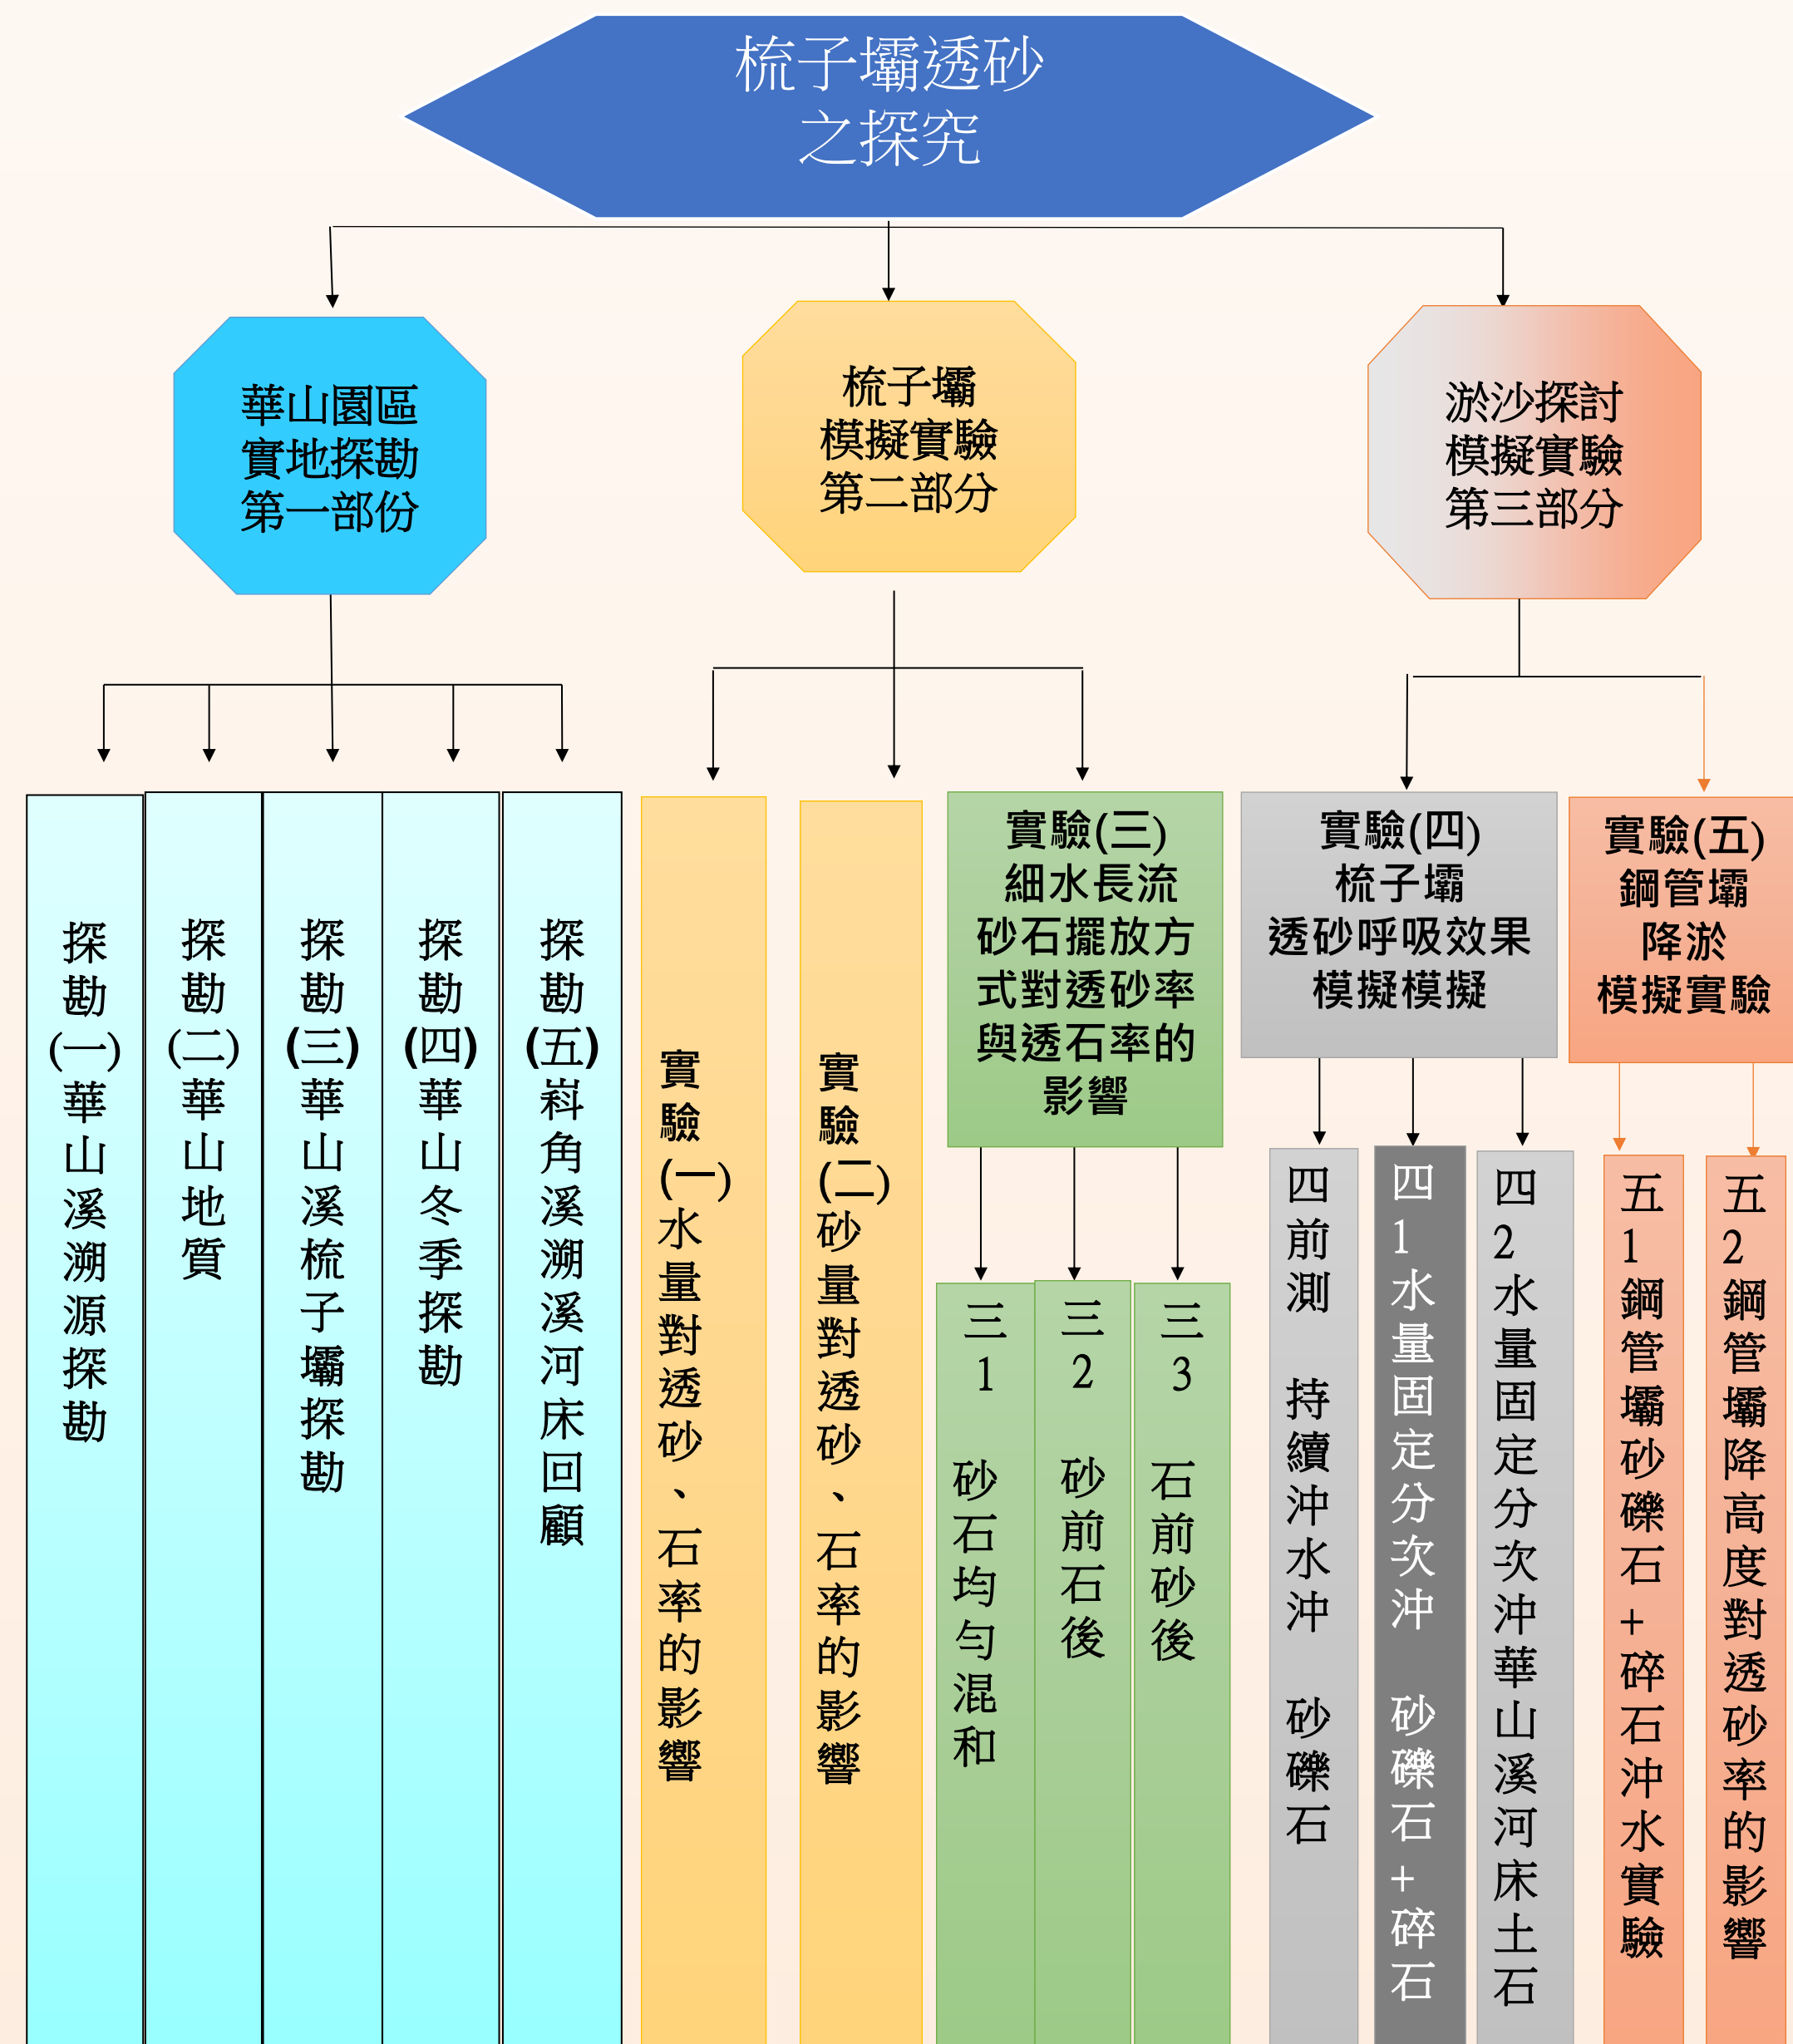 梳子壩透砂
之探究
華山園區
實地探勘
第一部份
梳子壩
模擬實驗
第二部分
淤沙探討
模擬實驗
第三部分
探勘(一)華山溪溯源探勘
探勘(二)華山地質
探勘(三)華山溪梳子壩探勘
探勘(四)華山冬季探勘
探勘(五)嵙角溪溯溪河床回顧
實驗(一)水量對透砂、石率的影響
實驗(二)砂量對透砂、石率的影響
實驗(三)
細水長流
砂石擺放方
式對透砂率
與透石率的
影響
三1 砂石均勻混和
三2 砂前石後
三3 石前砂後
實驗(四)
梳子壩
透砂呼吸效果
模擬模擬
四前測 持續沖水沖 砂礫石
四1水量固定分次沖 砂礫石+碎石
四2水量固定分次沖華山溪河床土石
實驗(五)
鋼管壩
降淤
模擬實驗
五1鋼管壩砂礫石+碎石沖水實驗
五2鋼管壩降高度對透砂率的影響